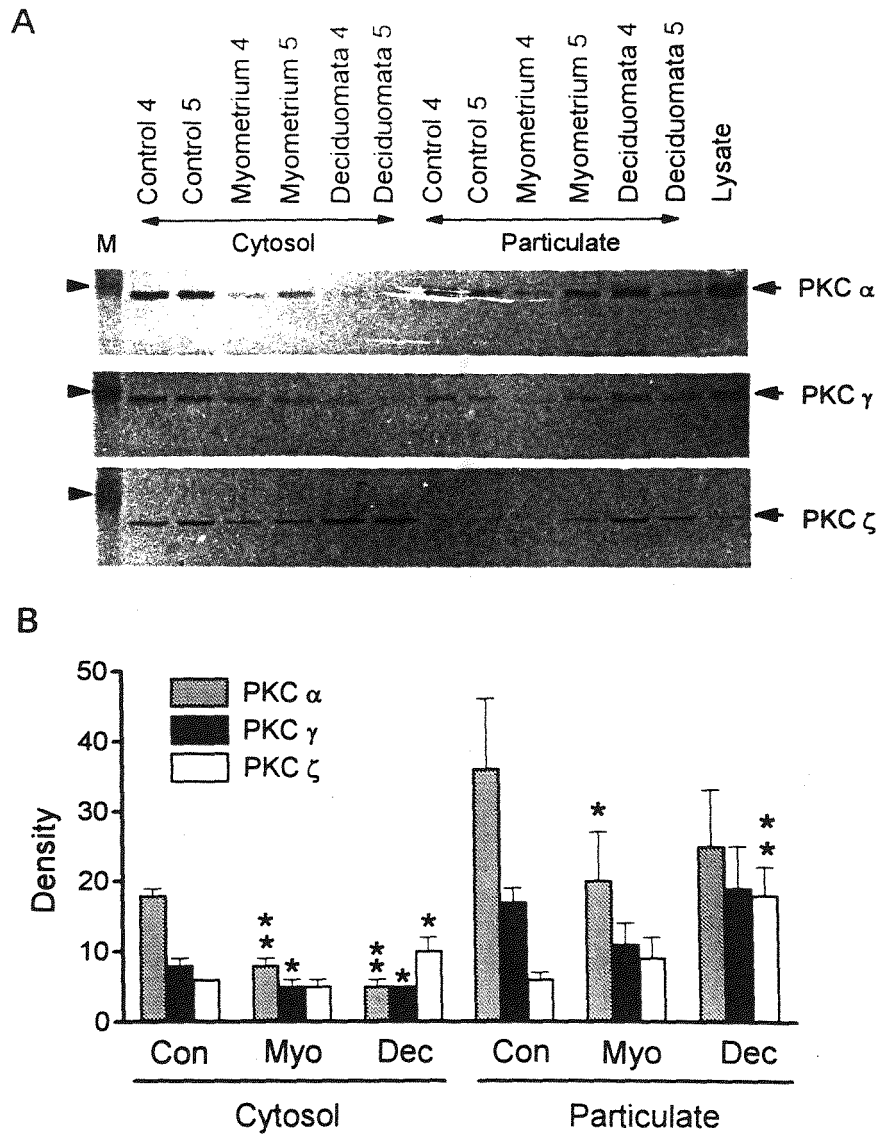 A
Control 4
Control 5
Myometrium 4
Myometrium 5
Deciduomata 4
Deciduomata 5
Control 4
Control 5
Myometrium 4
Myometrium 5
Deciduomata 4
Deciduomata 5
Lysate
M
Cytosol
Particulate
PKC α
PKC γ
PKC ζ
B
PKC α
PKC γ
PKC ζ
Density
50
40
30
20
10
0
* * * * * * * * * *
Con Myo Dec Con Myo Dec
Cytosol Particulate